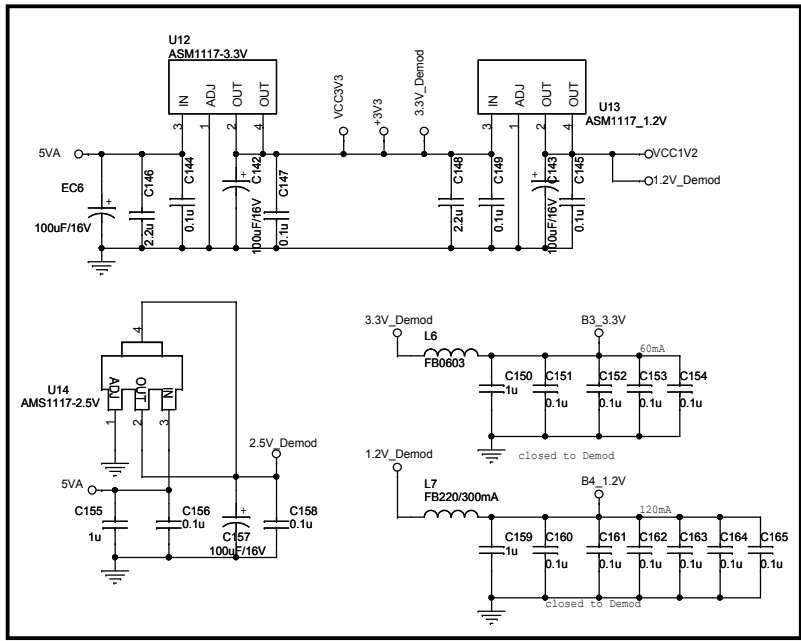 U12
ASM1117-3.3V
IN
ADJ
OUT
OUT
3
1
2
4
VCC3V3
+3V3
3.3V_Demod
IN
ADJ
OUT
OUT
3
1
2
4
U13
ASM1117_1.2V
5VA
EC6
+
100uF/16V
C146
2.2u
C144
0.1u
C142
+
100uF/16V
C147
0.1u
C148
2.2u
C149
0.1u
C143
+
100uF/16V
C145
0.1u
VCC1V2
1.2V_Demod
4
U14
AMS1117-2.5V
ADJ
OUT
IN
1
2
3
2.5V_Demod
5VA
C155
1u
C156
0.1u
+
C157
100uF/16V
C158
0.1u
3.3V_Demod
L6
FB0603
B3_3.3V
60mA
C150
1u
C151
0.1u
C152
0.1u
C153
0.1u
C154
0.1u
closed to Demod
1.2V_Demod
L7
FB220/300mA
B4_1.2V
120mA
C159
1u
C160
0.1u
C161
0.1u
C162
0.1u
C163
0.1u
C164
0.1u
C165
0.1u
closed to Demod